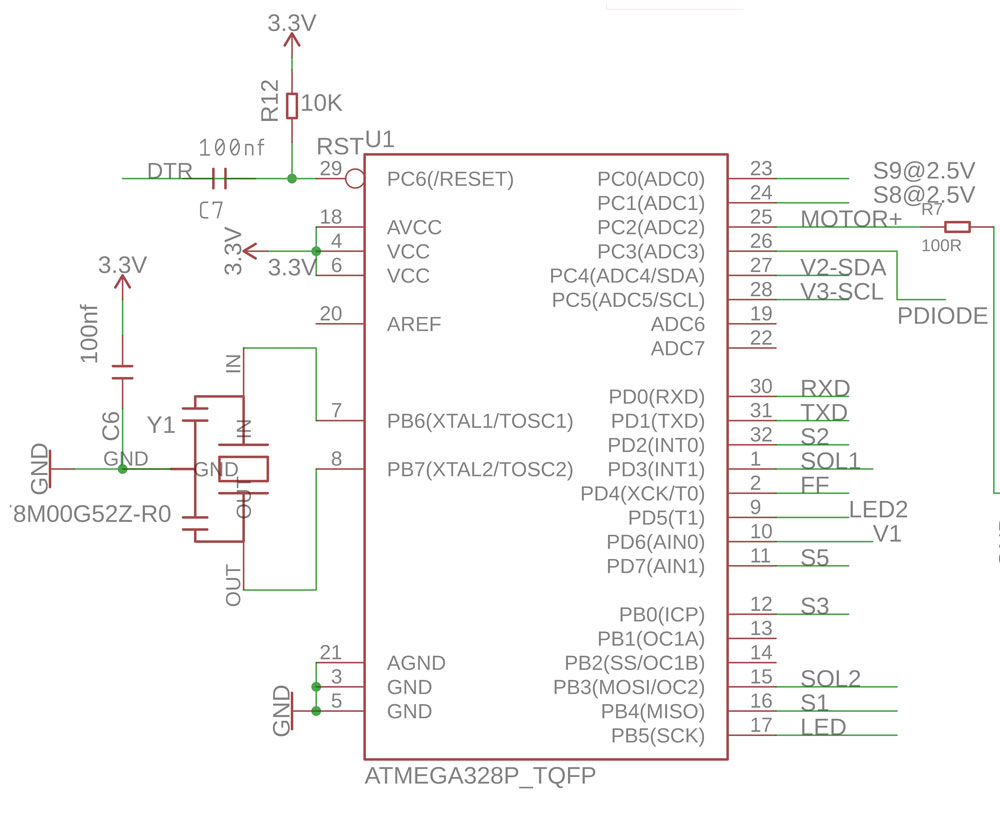 3.3V
R12
10K
100nf
DTR
C7
RST
U1
29
PC6(/RESET)
18
AVCC
4
VCC
6
VCC
3.3V
3.3V
20
AREF
3.3V
100nf
C6
GND
GND
IN
Y1
IN
GND
OUT
8M00G52Z-R0
OUT
7
PB6(XTAL1/TOSC1)
8
PB7(XTAL2/TOSC2)
21
AGND
3
GND
5
GND
GND
PC0(ADC0)
23
S9@2.5V
PC1(ADC1)
24
S8@2.5V
PC2(ADC2)
25
MOTOR+
R7
100R
PC3(ADC3)
26
PC4(ADC4/SDA)
27
V2-SDA
PC5(ADC5/SCL)
28
V3-SCL
PDIODE
ADC6
19
ADC7
22
PD0(RXD)
30
RXD
PD1(TXD)
31
TXD
PD2(INT0)
32
S2
PD3(INT1)
1
SOL1
PD4(XCK/T0)
2
FF
PD5(T1)
9
LED2
PD6(AIN0)
10
V1
PD7(AIN1)
11
S5
PB0(ICP)
12
S3
PB1(OC1A)
13
PB2(SS/OC1B)
14
PB3(MOSI/OC2)
15
SOL2
PB4(MISO)
16
S1
PB5(SCK)
17
LED
ATMEGA328P_TQFP